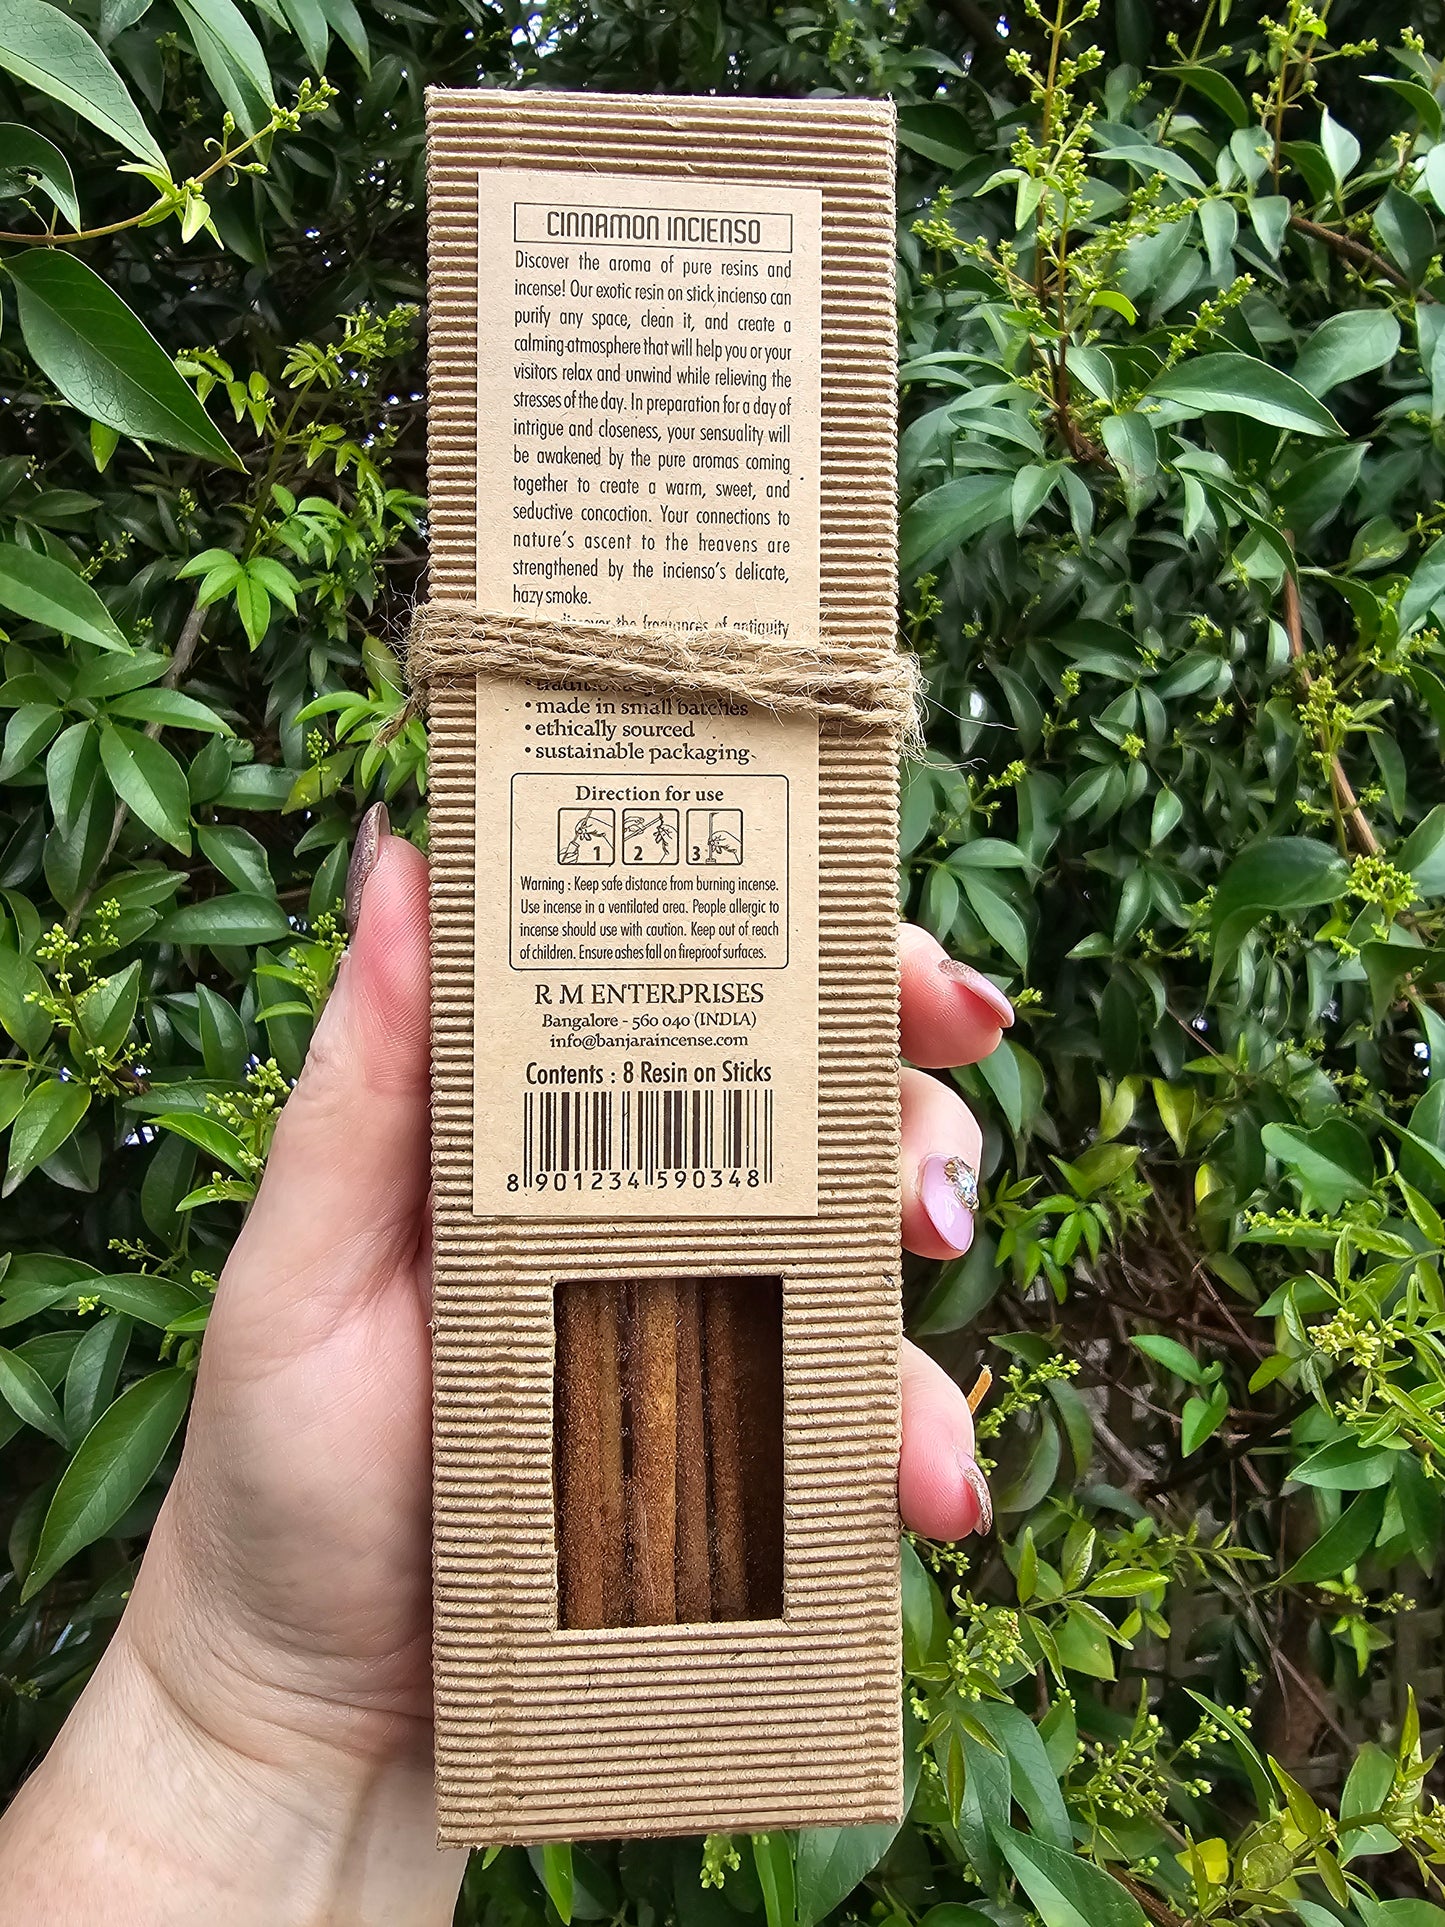 CINNAMON INCIENSO
Discover the aroma of pure resins and
incense! Our exotic resin on stick incienso can
purify any space, clean it, and create a
calming atmosphere that will help you or your
visitors relax and unwind while relieving the
stresses of the day. In preparation for a day of
intrigue and closeness, your sensuality will
be awakened by the pure aromas coming
together to create a warm, sweet, and
seductive concoction. Your connections to
nature's ascent to the heavens are
strengthened by the incienso's delicate,
hazy smoke.
discover the fragrances of antiquity
• made in small batches
• ethically sourced
• sustainable packaging
Direction for use
1 2 3
Warning : Keep safe distance from burning incense.
Use incense in a ventilated area. People allergic to
incense should use with caution. Keep out of reach
of children. Ensure ashes fall on fireproof surfaces.
R M ENTERPRISES
Bangalore - 560 040 (INDIA)
info@banjaraincense.com
Contents : 8 Resin on Sticks
8 901234 590348